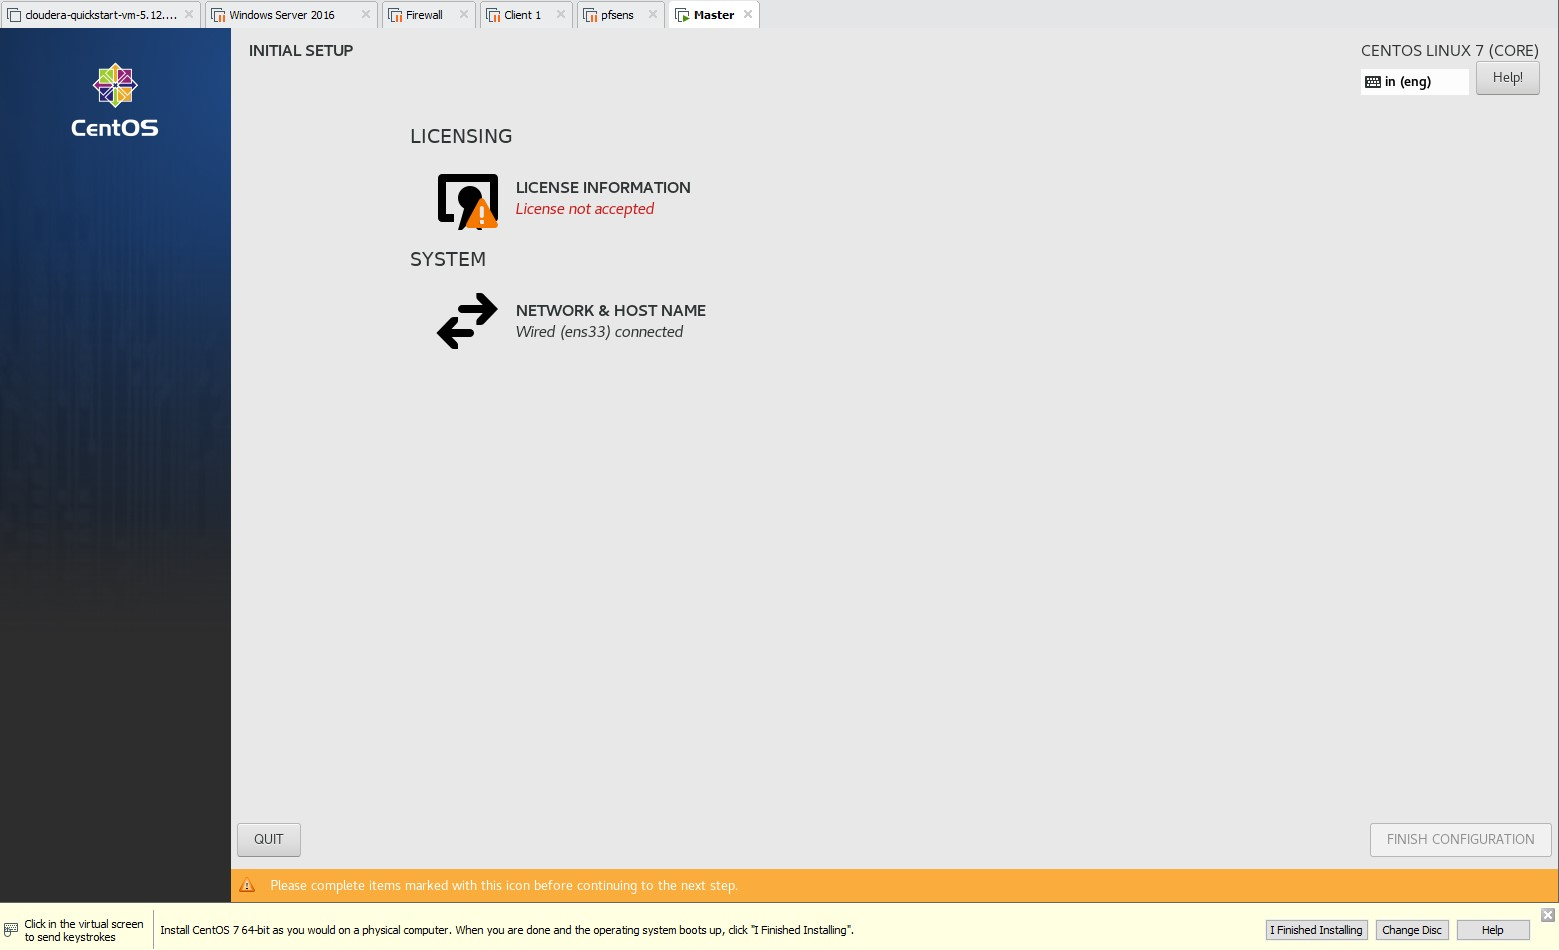 cloudera-quickstart-vm-5.12....
Windows Server 2016
Firewall
Client 1
pfsens
Master
CentOS
INITIAL SETUP
CENTOS LINUX 7 (CORE)
in (eng)
Help!
LICENSING
LICENSE INFORMATION
License not accepted
SYSTEM
NETWORK & HOST NAME
Wired (ens33) connected
QUIT
FINISH CONFIGURATION
Please complete items marked with this icon before continuing to the next step.
Click in the virtual screen
to send keystrokes
Install CentOS 7 64-bit as you would on a physical computer. When you are done and the operating system boots up, click "I Finished Installing".
I Finished Installing
Change Disc
Help